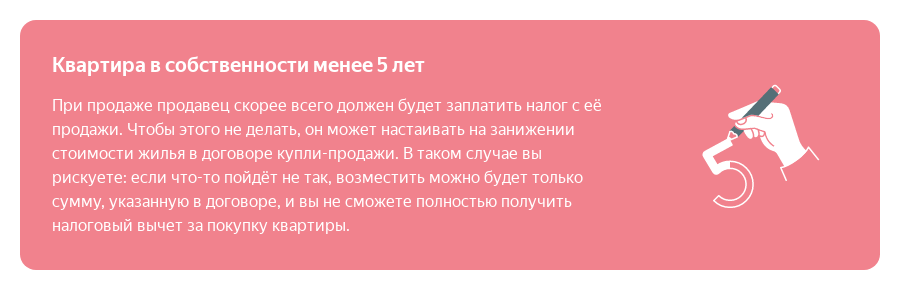 Квартира в собственности менее 5 лет
При продаже продавец скорее всего должен будет заплатить налог с её
продажи. Чтобы этого не делать, он может настаивать на занижении
стоимости жилья в договоре купли-продажи. В таком случае вы
рискуете: если что-то пойдёт не так, возместить можно будет только
сумму, указанную в договоре, и вы не сможете полностью получить
налоговый вычет за покупку квартиры.
5